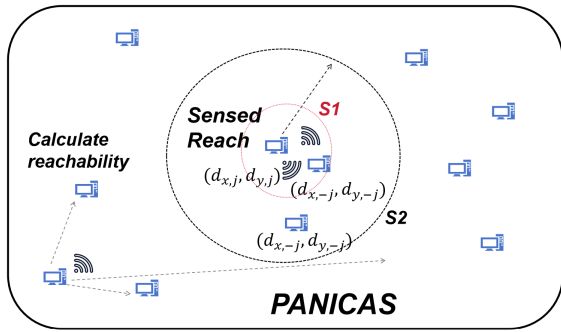 Sensed
Reach
S1
Calculate
reachability
(d_{x,j}, d_{y,j})
(d_{x,-j}, d_{y,-j})
S2
(d_{x,-j}, d_{y,-j})
PANICAS